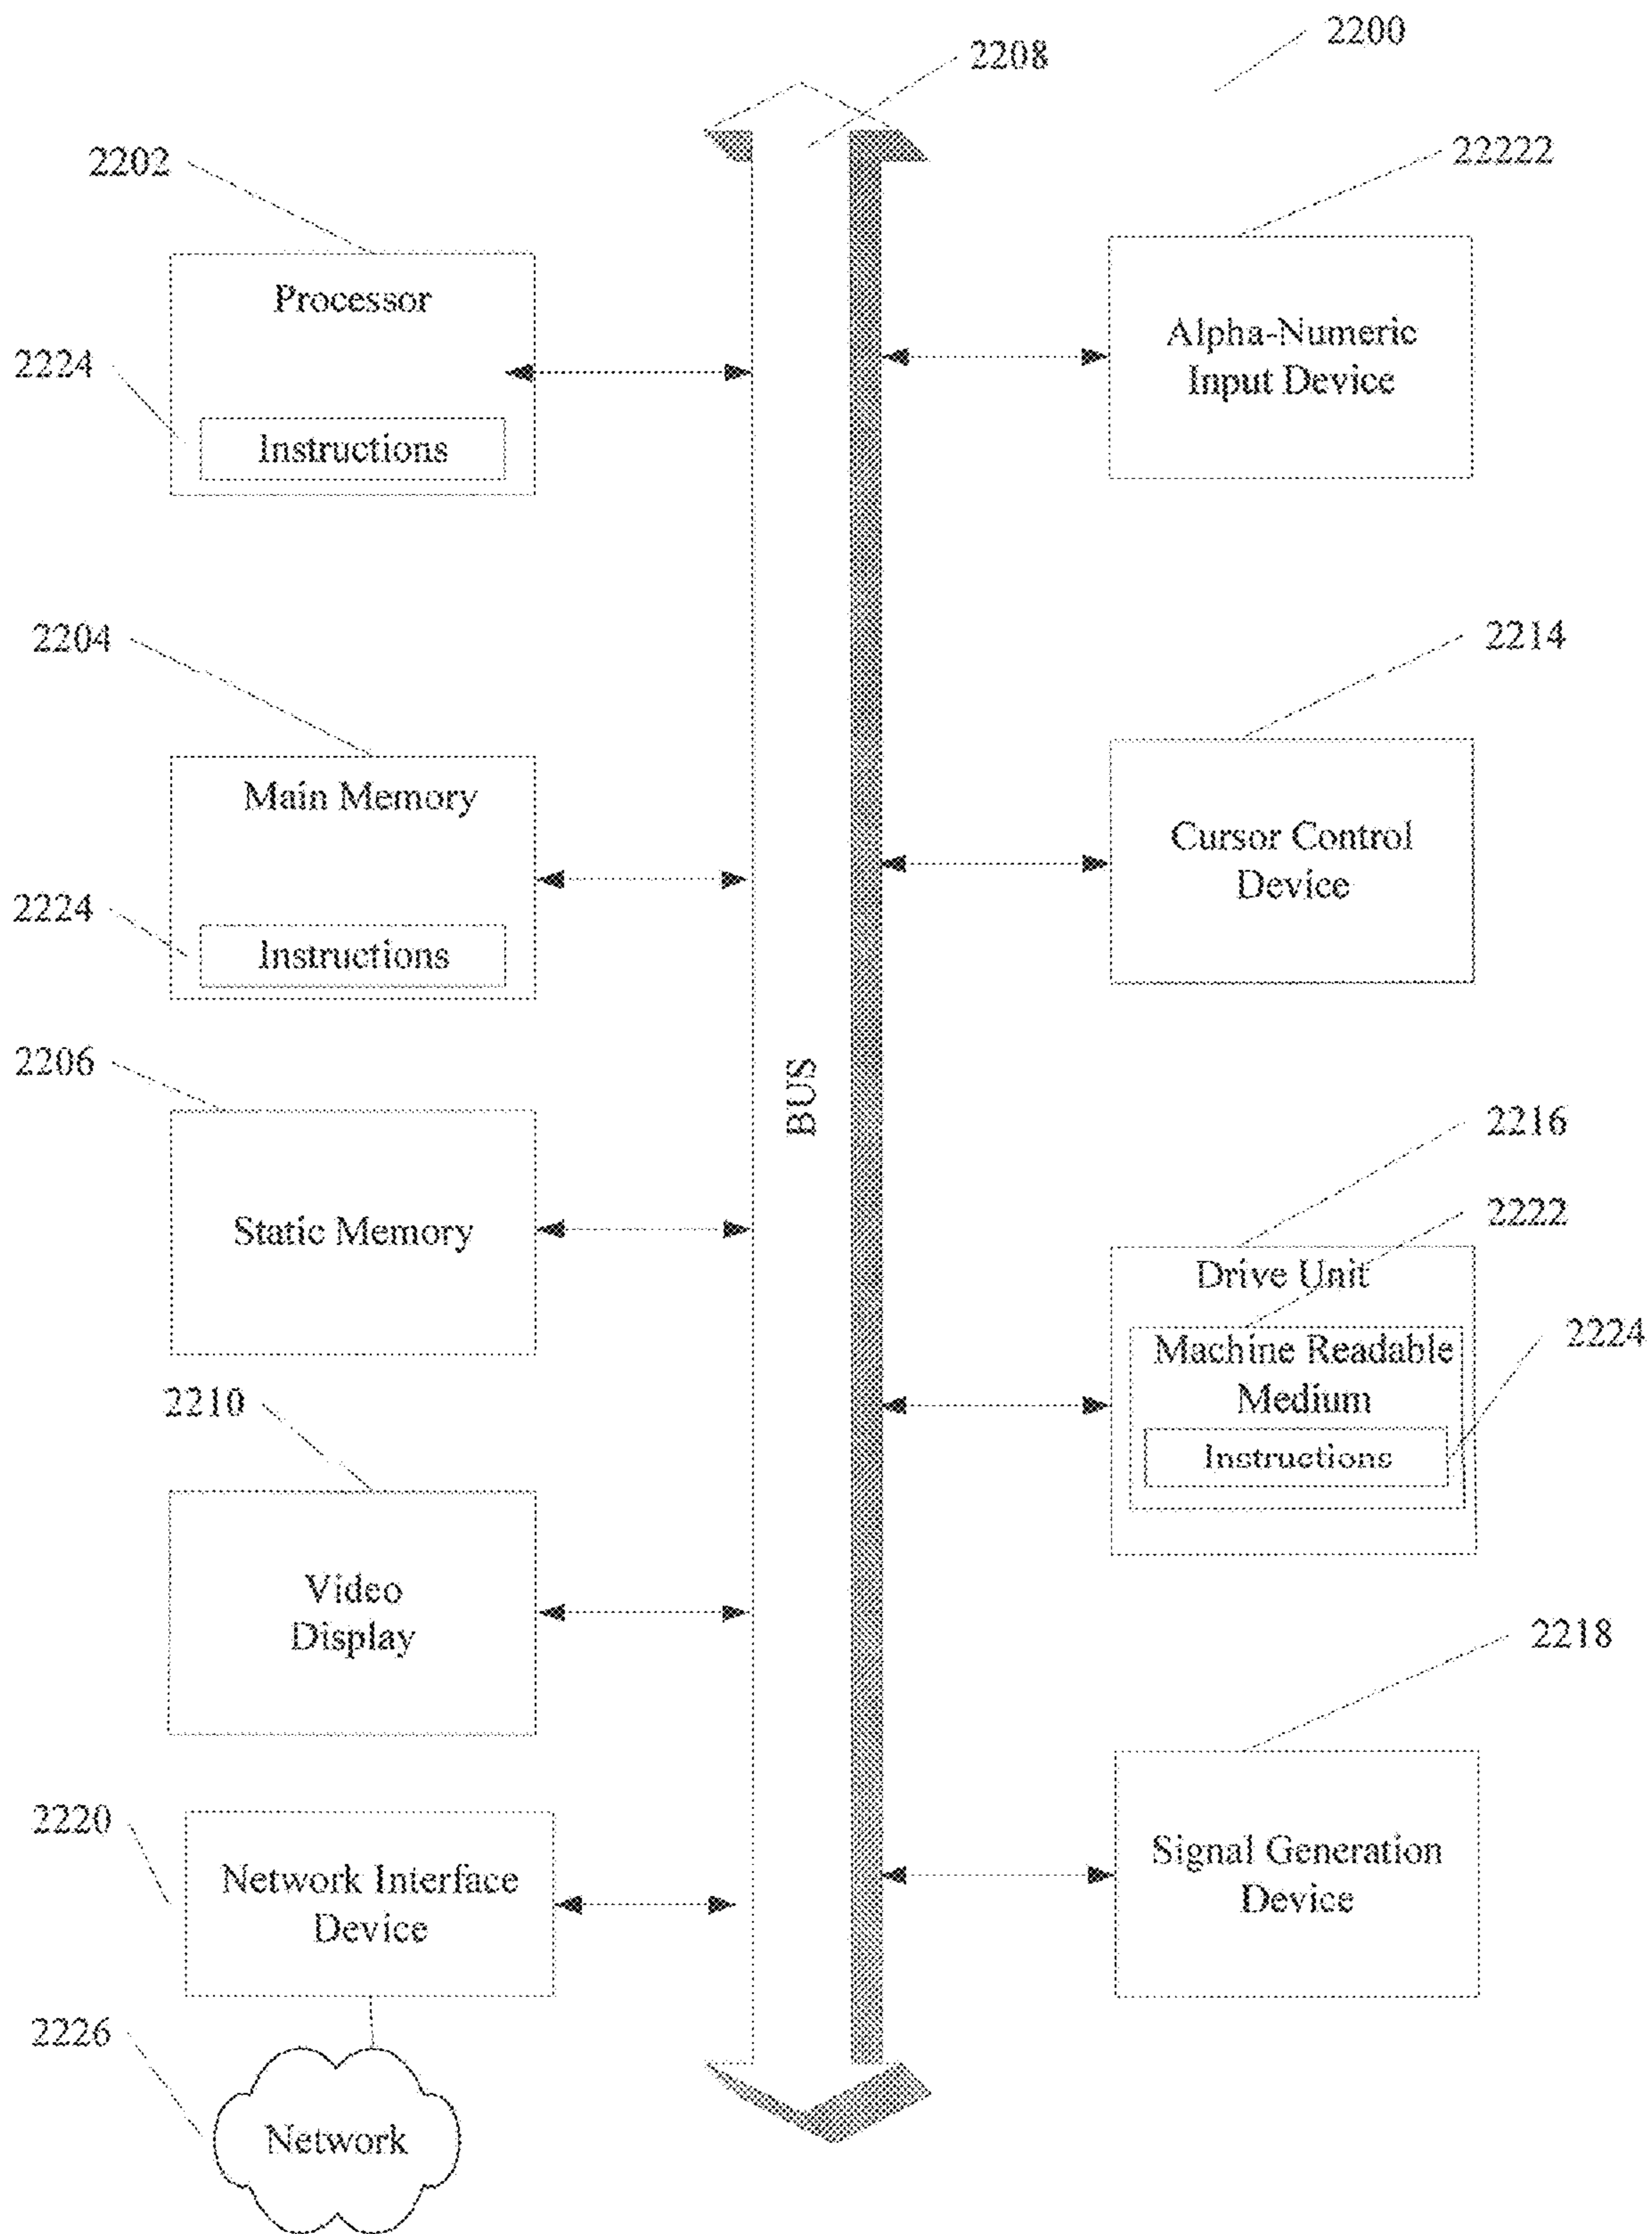 2200
2208
2202
22222
Processor
2224
Instructions
Alpha-Numeric
Input Device
2204
2214
Main Memory
2224
Instructions
Cursor Control
Device
2206
BUS
Static Memory
2216
2222
Drive Unit
2224
Machine Readable
Medium
Instructions
2210
Video
Display
2218
2220
Network Interface
Device
Signal Generation
Device
2226
Network